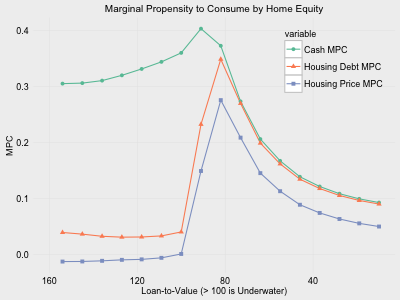 Marginal Propensity to Consume by Home Equity
variable
Cash MPC
Housing Debt MPC
Housing Price MPC
MPC
0.4
0.3
0.2
0.1
0.0
160
120
80
40
Loan-to-Value (> 100 is Underwater)